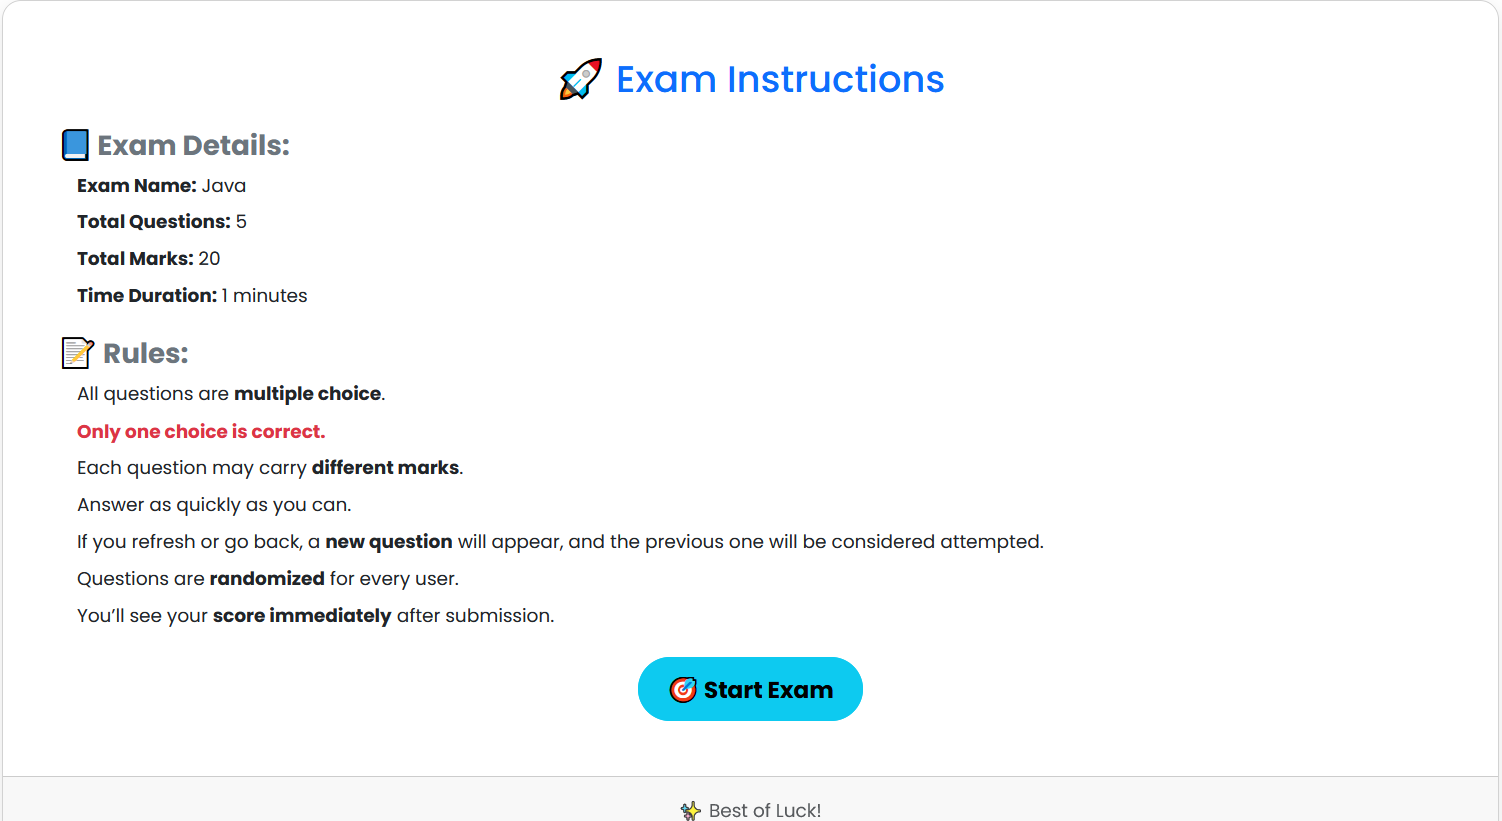 🚀 Exam Instructions
📘 Exam Details:
Exam Name: Java
Total Questions: 5
Total Marks: 20
Time Duration: 1 minutes
📝 Rules:
All questions are multiple choice.
Only one choice is correct.
Each question may carry different marks.
Answer as quickly as you can.
If you refresh or go back, a new question will appear, and the previous one will be considered attempted.
Questions are randomized for every user.
You’ll see your score immediately after submission.
🎯 Start Exam
✨ Best of Luck!